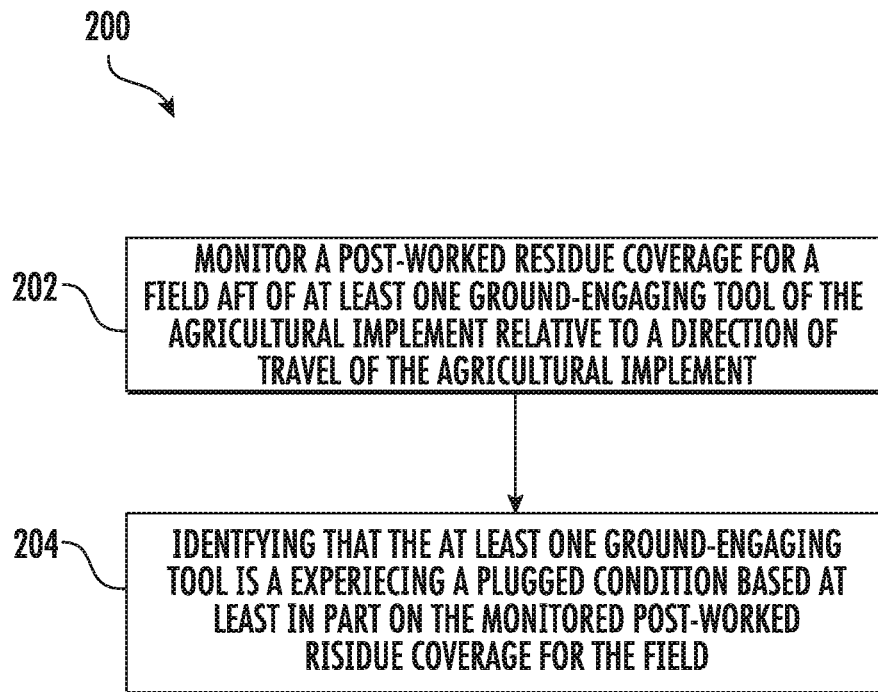 200
202
MONITOR A POST-WORKED RESIDUE COVERAGE FOR A
FIELD AFT OF AT LEAST ONE GROUND-ENGAGING TOOL OF THE
AGRICULTURAL IMPLEMENT RELATIVE TO A DIRECTION OF
TRAVEL OF THE AGRICULTURAL IMPLEMENT
204
IDENTFYING THAT THE AT LEAST ONE GROUND-ENGAGING
TOOL IS A EXPERIECING A PLUGGED CONDITION BASED AT
LEAST IN PART ON THE MONITORED POST-WORKED
RISIDUE COVERAGE FOR THE FIELD